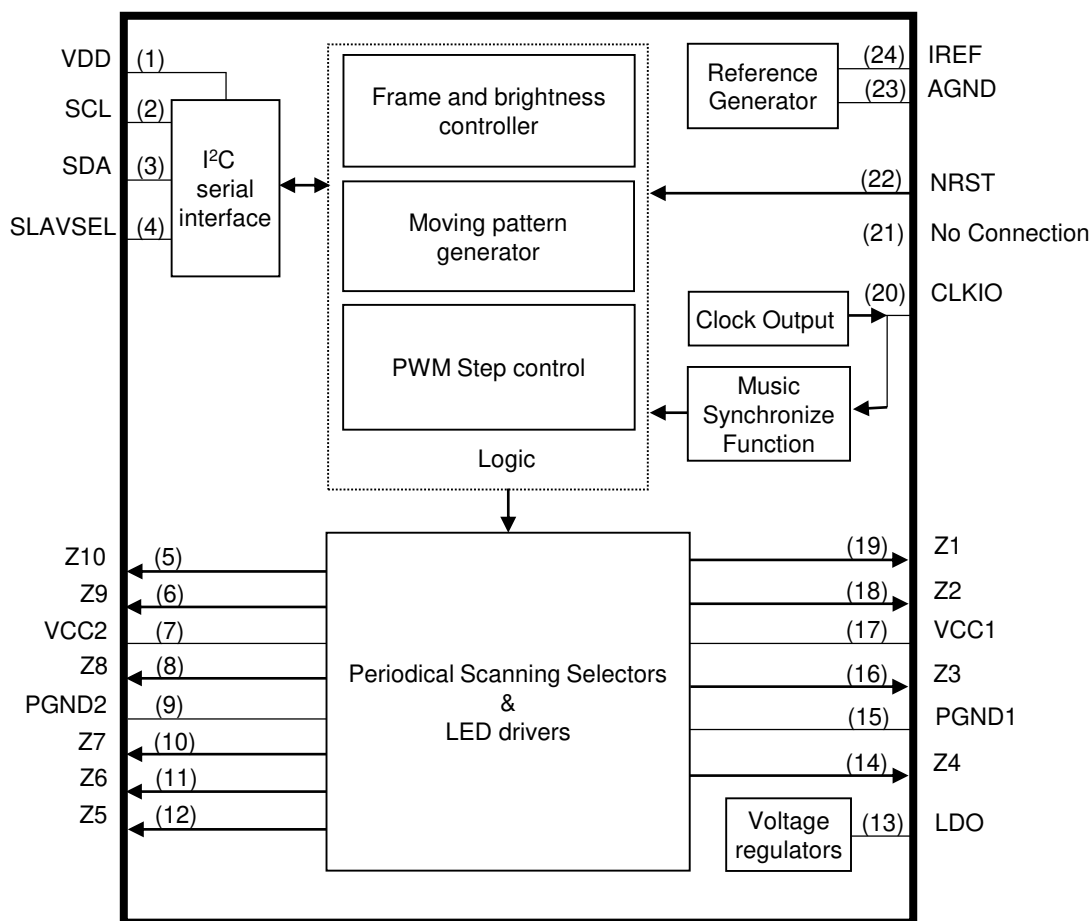 VDD (1)
SCL (2)
SDA (3)
SLAVSEL (4)
I²C
serial
interface
Frame and brightness
controller
Moving pattern
generator
PWM Step control
Logic
Reference
Generator
(24) IREF
(23) AGND
(22) NRST
(21) No Connection
(20) CLKIO
Clock Output
Music
Synchronize
Function
Z10 (5)
Z9 (6)
VCC2 (7)
Z8 (8)
PGND2 (9)
Z7 (10)
Z6 (11)
Z5 (12)
Periodical Scanning Selectors
&
LED drivers
(19) Z1
(18) Z2
(17) VCC1
(16) Z3
(15) PGND1
(14) Z4
Voltage
regulators
(13) LDO